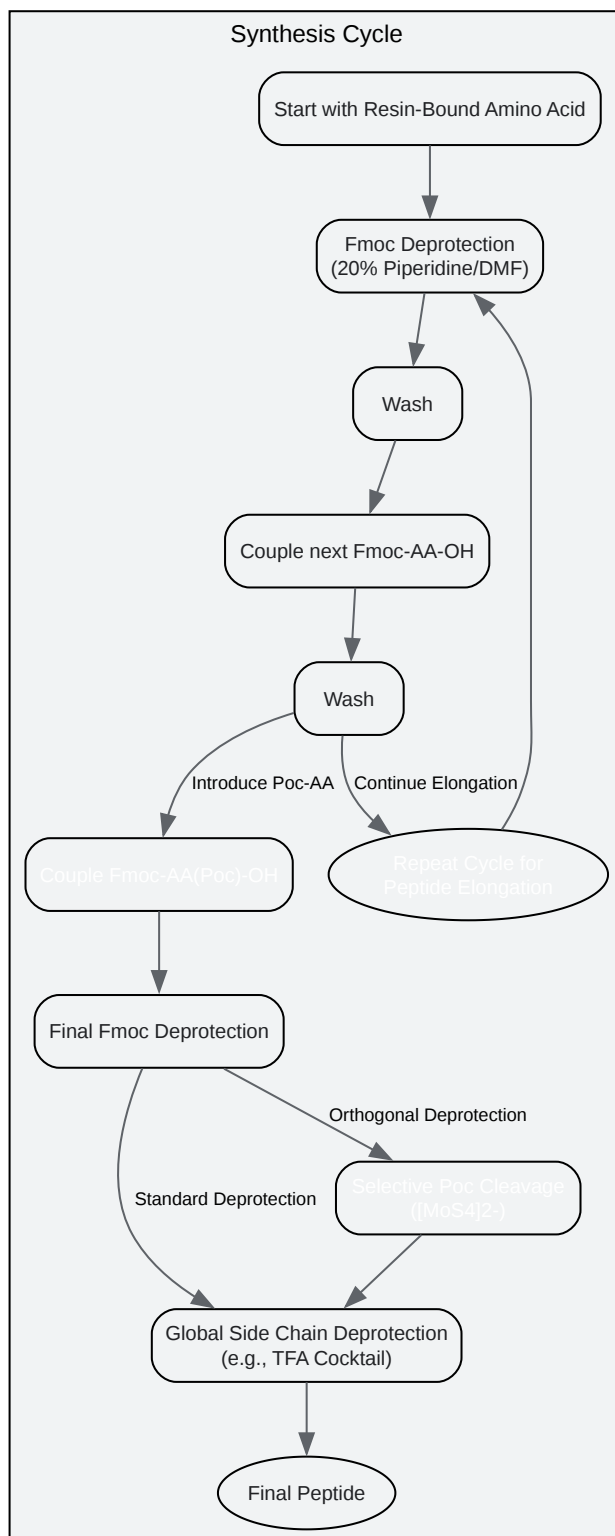 Synthesis Cycle
Start with Resin-Bound Amino Acid
Fmoc Deprotection
(20% Piperidine/DMF)
Wash
Couple next Fmoc-AA-OH
Wash
Introduce Poc-AA
Continue Elongation
Couple Fmoc-AA(Poc)-OH
Repeat Cycle for
Peptide Elongation
Final Fmoc Deprotection
Orthogonal Deprotection
Standard Deprotection
Selective Poc Cleavage
([MoS4]2-)
Global Side Chain Deprotection
(e.g., TFA Cocktail)
Final Peptide